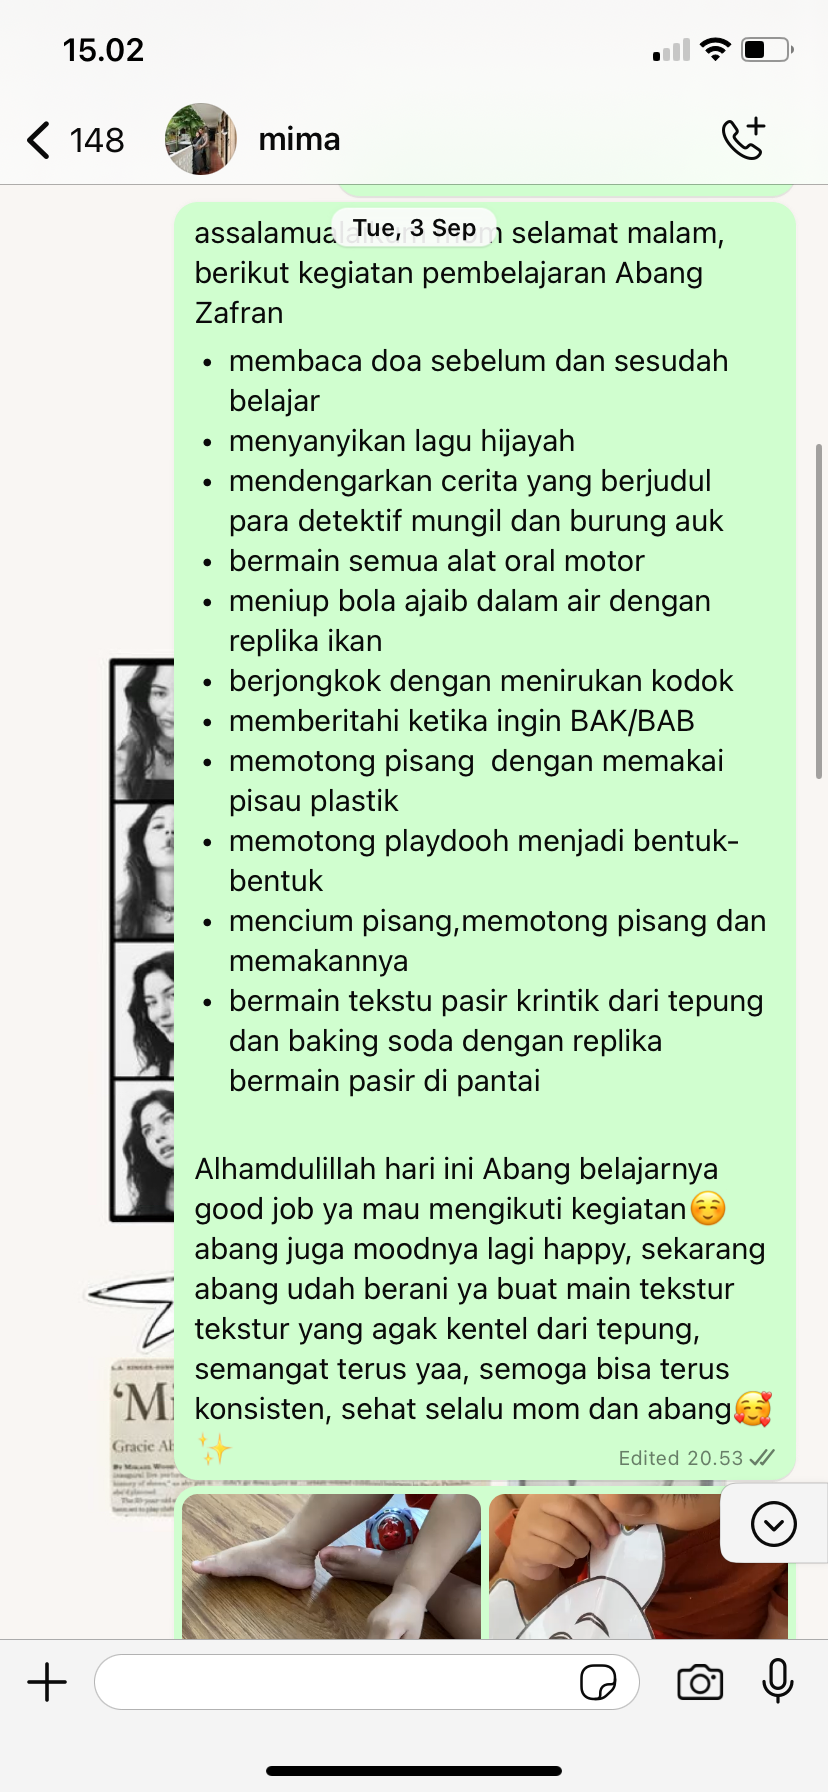 15.02
148
mima
Tue, 3 Sep
selamat malam,
berikut kegiatan pembelajaran Abang
Zafran
• membaca doa sebelum dan sesudah
belajar
• menyanyikan lagu hijayah
• mendengarkan cerita yang berjudul
para detektif mungil dan burung auk
• bermain semua alat oral motor
• meniup bola ajaib dalam air dengan
replika ikan
• berjongkok dengan menirukan kodok
• memberitahi ketika ingin BAK/BAB
• memotong pisang  dengan memakai
pisau plastik
• memotong playdooh menjadi bentuk-
bentuk
• mencium pisang,memotong pisang dan
memakannya
• bermain tekstu pasir krintik dari tepung
dan baking soda dengan replika
bermain pasir di pantai
Alhamdulillah hari ini Abang belajarnya
good job ya mau mengikuti kegiatan☺️
abang juga moodnya lagi happy, sekarang
abang udah berani ya buat main tekstur
tekstur yang agak kentel dari tepung,
semangat terus yaa, semoga bisa terus
konsisten, sehat selalu mom dan abang🥰
✨
Edited 20.53
Gracie